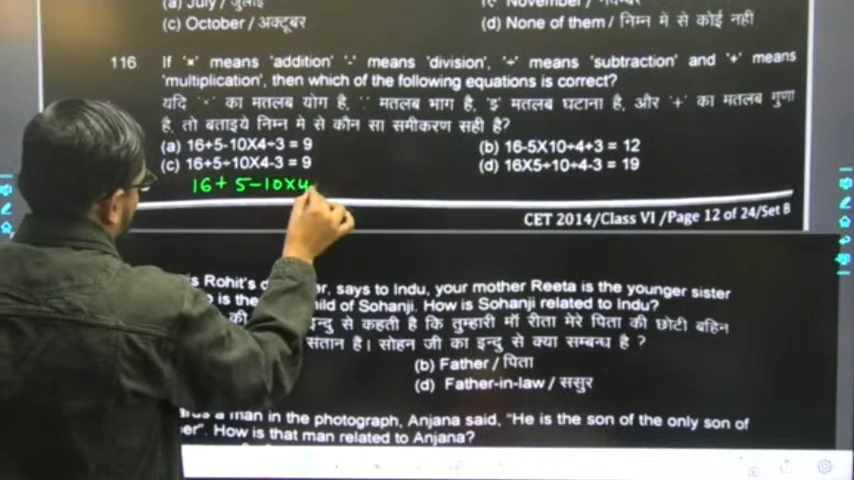 (a) July / जुलाई
(c) October / अक्टूबर
(d) None of them / निम्न में से कोई नहीं
116 If '×' means 'addition' '-' means 'division', '÷' means 'subtraction' and '+' means
'multiplication', then which of the following equations is correct?
यदि '×' का मतलब योग है, '-' मतलब भाग है, 'इ' मतलब घटाना है, और '+' का मतलब गुणा
है, तो बताइये निम्न मे से कौन सा समीकरण सही है?
(a) 16+5-10X4÷3 = 9
(b) 16-5X10÷4+3 = 12
(c) 16+5÷10X4-3 = 9
(d) 16X5÷10÷4-3 = 19
16+ 5-10×4
CET 2014/Class VI /Page 12 of 24/Set B
is Rohit's er, says to Indu, your mother Reeta is the younger sister
is the ild of Sohanji. How is Sohanji related to Indu?
की इन्दु से कहती है कि तुम्हारी माँ रीता मेरे पिता की छोटी बहिन
संतान है। सोहन जी का इन्दु से क्या सम्बन्ध है ?
(b) Father / पिता
(d) Father-in-law / ससुर
a man in the photograph, Anjana said, "He is the son of the only son of
er". How is that man related to Anjana?